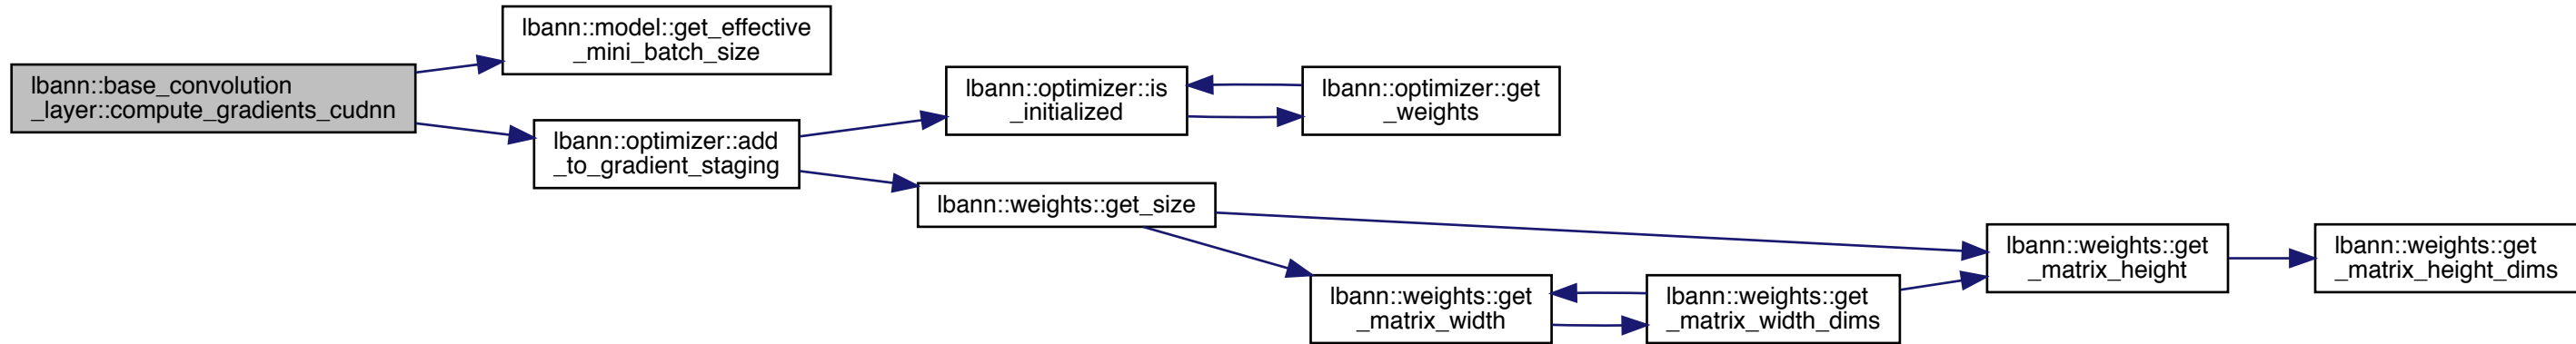 lbann::base_convolution
_layer::compute_gradients_cudnn
lbann::model::get_effective
_mini_batch_size
lbann::optimizer::add
_to_gradient_staging
lbann::optimizer::is
_initialized
lbann::optimizer::get
_weights
lbann::weights::get_size
lbann::weights::get
_matrix_width
lbann::weights::get
_matrix_width_dims
lbann::weights::get
_matrix_height
lbann::weights::get
_matrix_height_dims